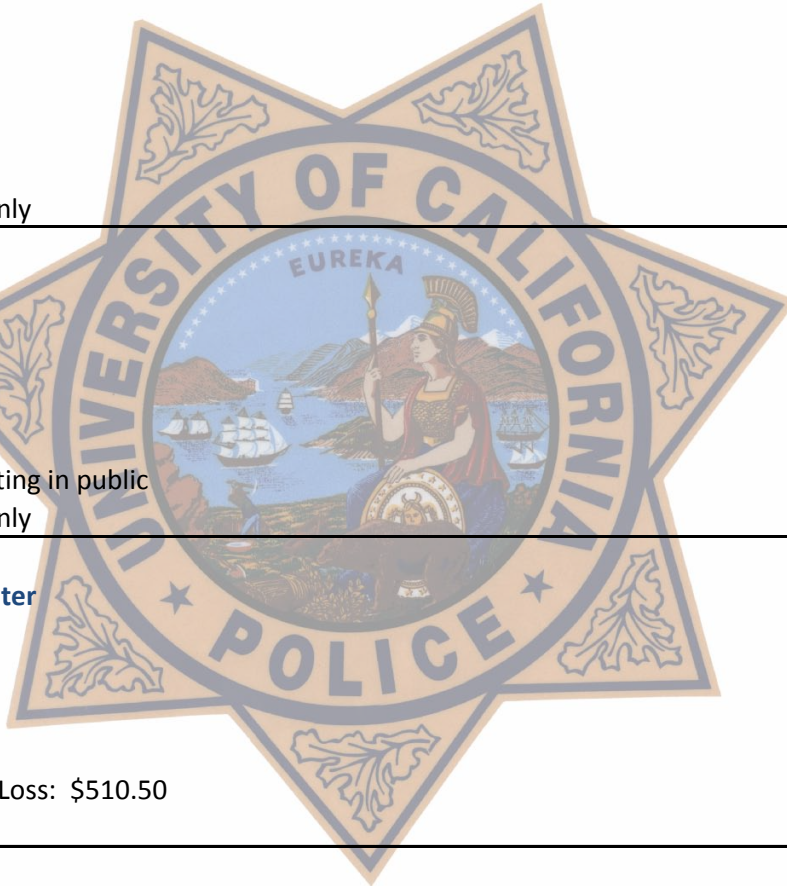 nly
EUREKA
UNIVERSITY OF CALIFORNIA
ting in public
nly
ter
POLICE
Loss: $510.50